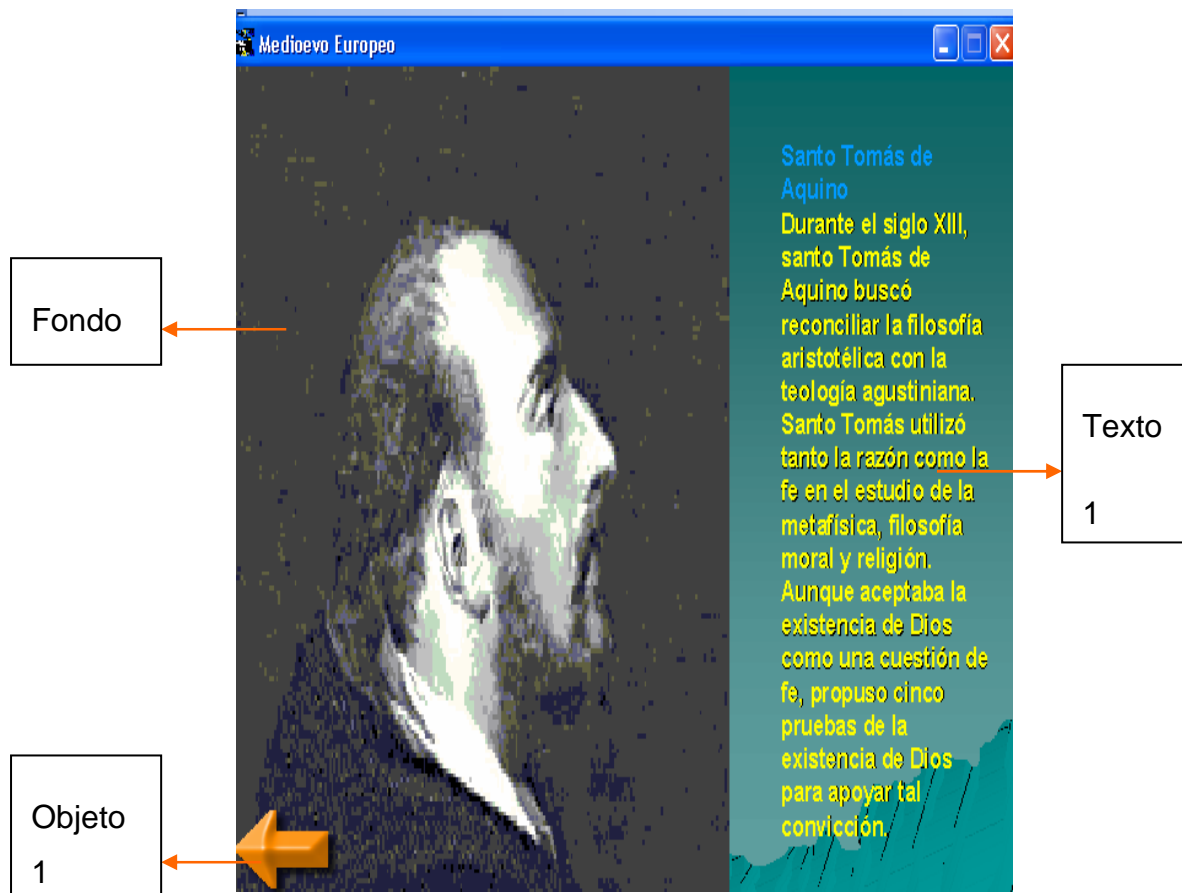 Medioevo Europeo
Santo Tomás de
Aquino
Durante el siglo XIII,
santo Tomás de
Aquino buscó
reconciliar la filosofía
aristotélica con la
teología agustiniana.
Santo Tomás utilizó
tanto la razón como la
fe en el estudio de la
metafísica, filosofía
moral y religión.
Aunque aceptaba la
existencia de Dios
como una cuestión de
fe, propuso cinco
pruebas de la
existencia de Dios
para apoyar tal
convicción.
Fondo
Texto
1
Objeto
1